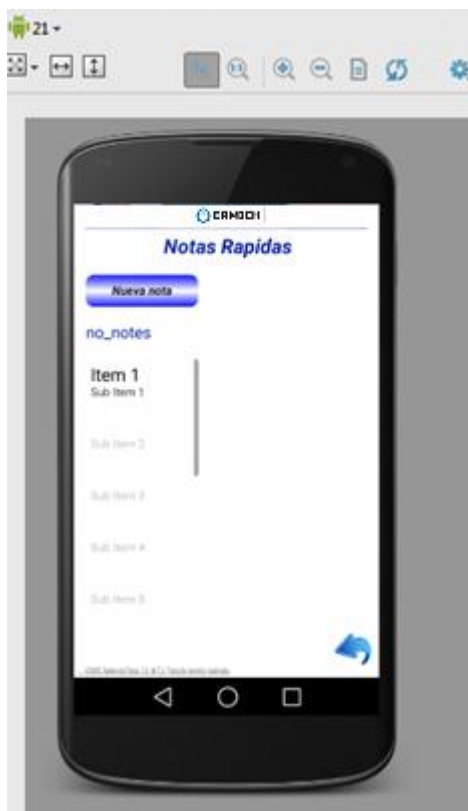 21
Notas Rapidas
Nueva nota
no_notes
Item 1
Sub Item 1
Sub Item 2
Sub Item 3
Sub Item 4
Sub Item 5